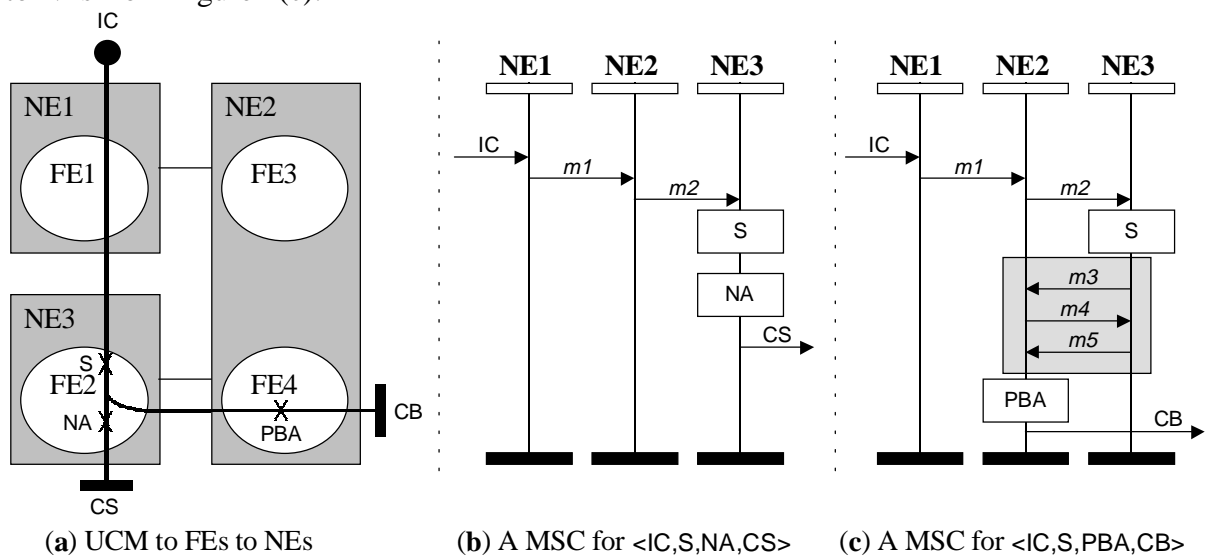 IC
NE1
NE2
FE1
FE3
NE3
S
FE2
FE4
NA
PBA
CB
CS
(a) UCM to FEs to NEs
NE1 NE2 NE3
IC
m1
m2
S
NA
CS
(b) A MSC for <IC,S,NA,CS>
NE1 NE2 NE3
IC
m1
m2
S
m3
m4
m5
PBA
CB
(c) A MSC for <IC,S,PBA,CB>